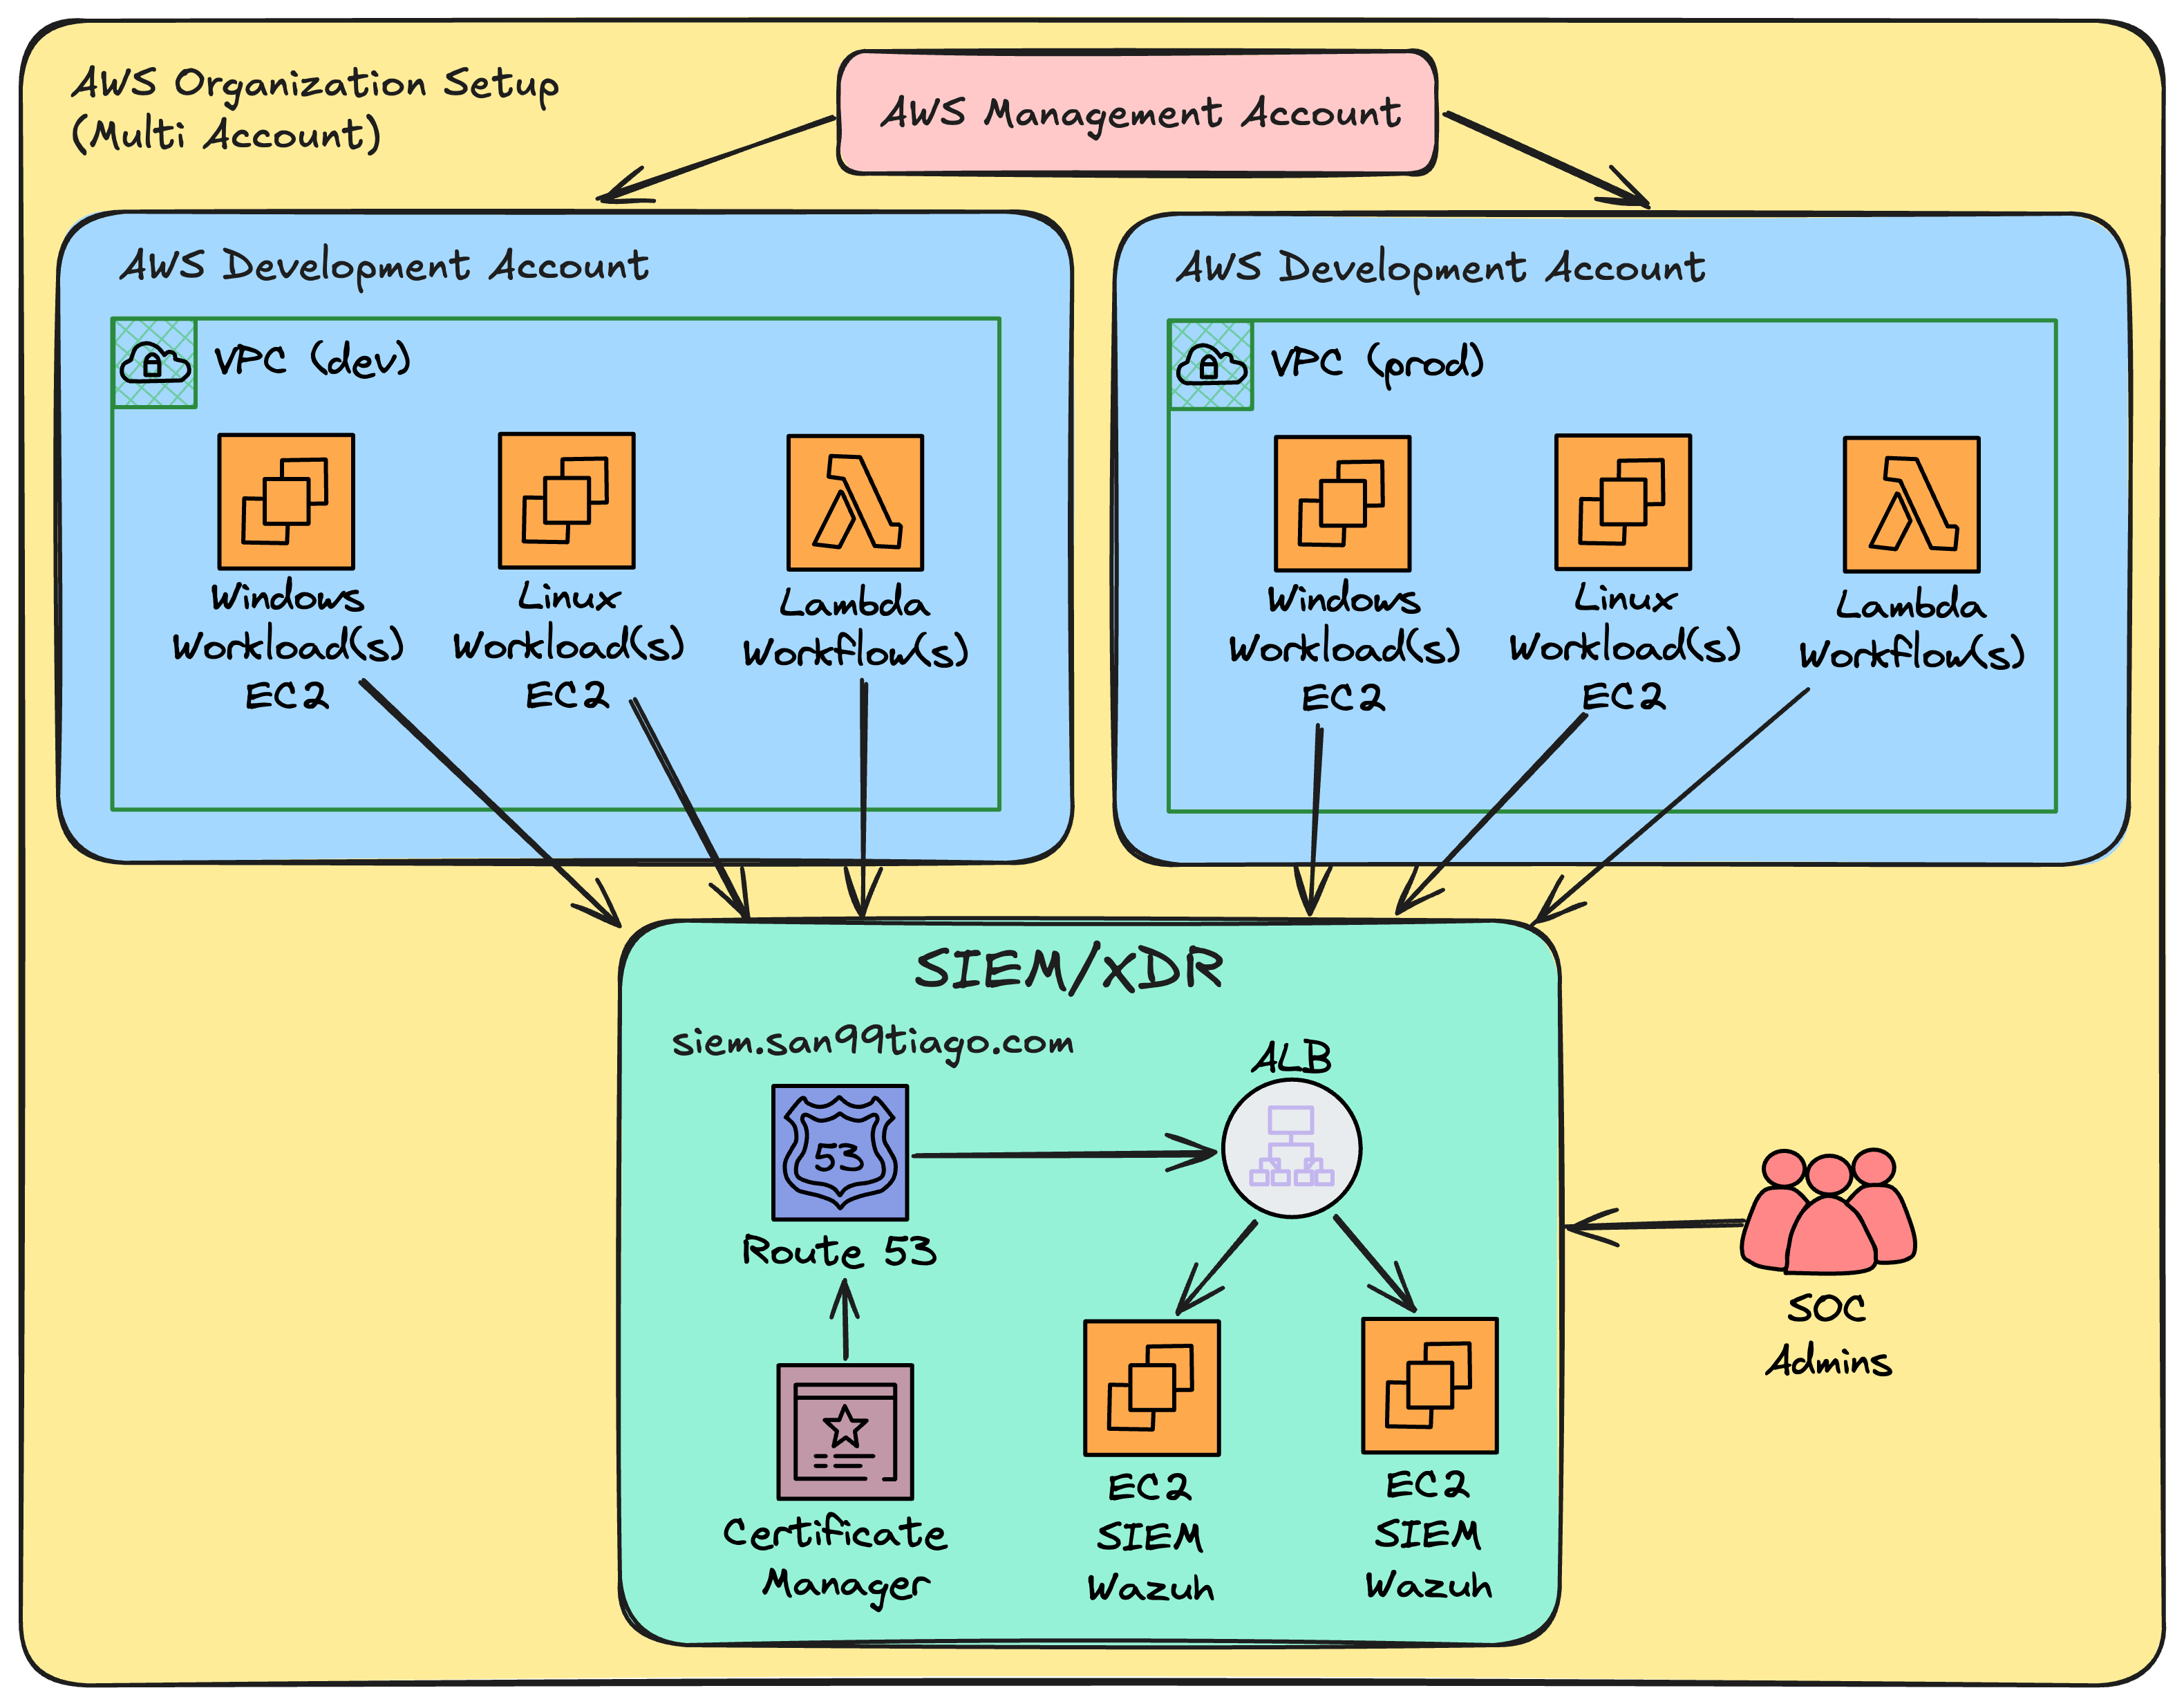 AWS Organization Setup
(Multi Account)
AWS Management Account
AWS Development Account
VPC (dev)
Windows
Workload(s)
EC2
Linux
Workload(s)
EC2
Lambda
Workflow(s)
AWS Development Account
VPC (prod)
Windows
Workload(s)
EC2
Linux
Workload(s)
EC2
Lambda
Workflow(s)
SIEM/XDR
siem.san99tiago.com
ALB
53
Route 53
Certificate
Manager
EC2
SIEM
Wazuh
EC2
SIEM
Wazuh
SOC
Admins